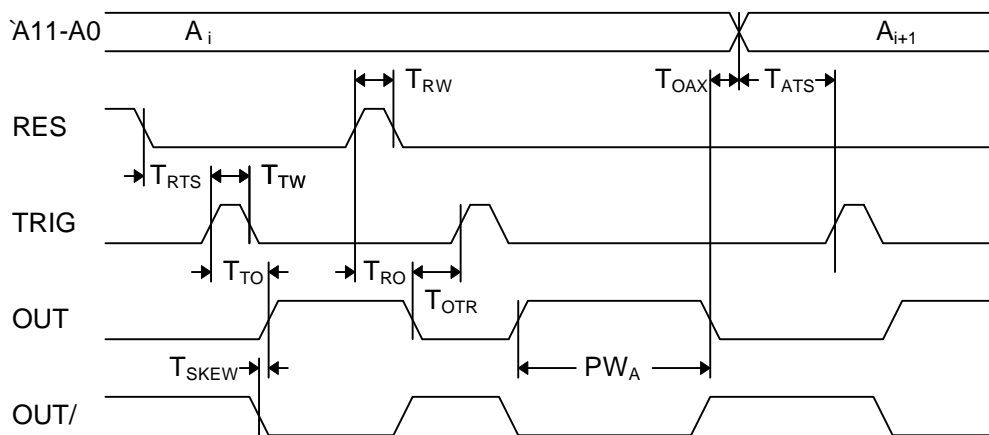 `A11-A0 A i A i+1
T RW T OAX T ATS
RES
T RTS T TW
TRIG
T TO T RO T OTR
OUT
T SKEW PW A
OUT/